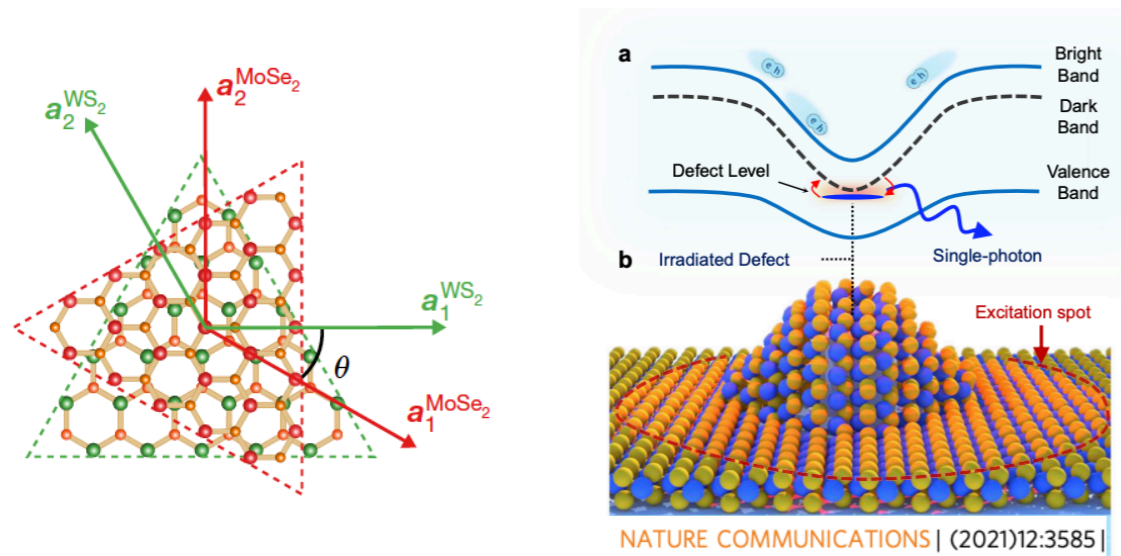 a₂^MoSe₂
a₂^WS₂
a₁^WS₂
θ
a₁^MoSe₂
a
e h
e h
e h
Bright
Band
Dark
Band
Defect Level
Valence
Band
Irradiated Defect
Single-photon
b
Excitation spot
NATURE COMMUNICATIONS | (2021)12:3585 |